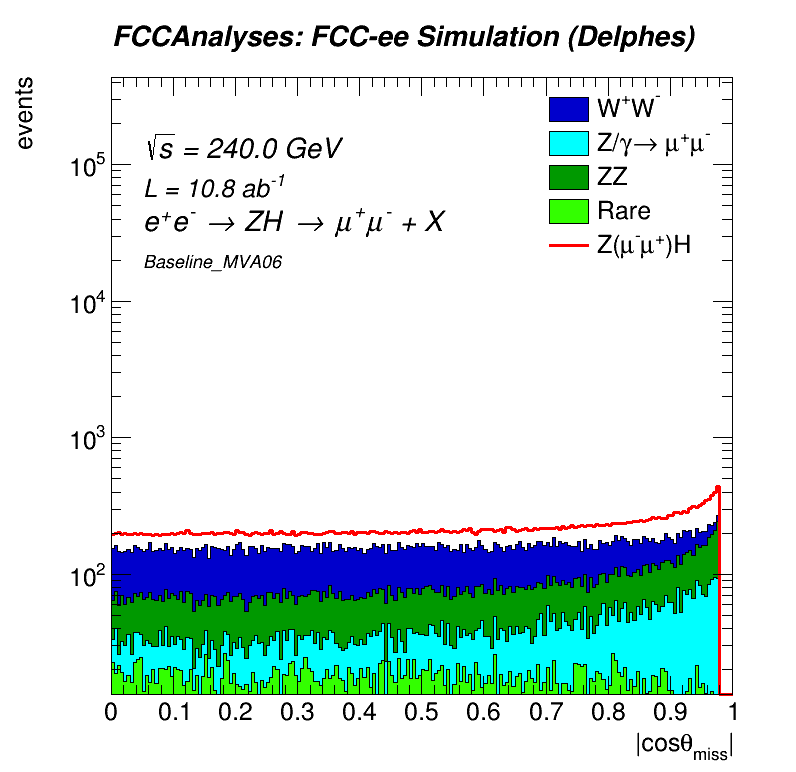 FCCAnalyses: FCC-ee Simulation (Delphes)
events
√s = 240.0 GeV
L = 10.8 ab⁻¹
e⁺e⁻ → ZH → μ⁺μ⁻ + X
Baseline_MVA06
W⁺W⁻
Z/γ→ μ⁺μ⁻
ZZ
Rare
Z(μ⁻μ⁺)H
10⁵
10⁴
10³
10²
0 0.1 0.2 0.3 0.4 0.5 0.6 0.7 0.8 0.9 1
|cosθmiss|